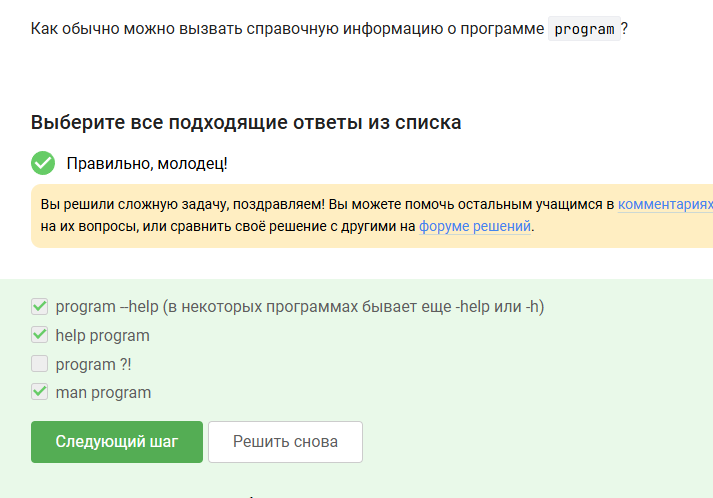 Как обычно можно вызвать справочную информацию о программе program?
Выберите все подходящие ответы из списка
Правильно, молодец!
Вы решили сложную задачу, поздравляем! Вы можете помочь остальным учащимся в комментариях
на их вопросы, или сравнить своё решение с другими на форуме решений.
program –help (в некоторых программах бывает еще -help или -h)
help program
program ?!
man program
Следующий шаг
Решить снова